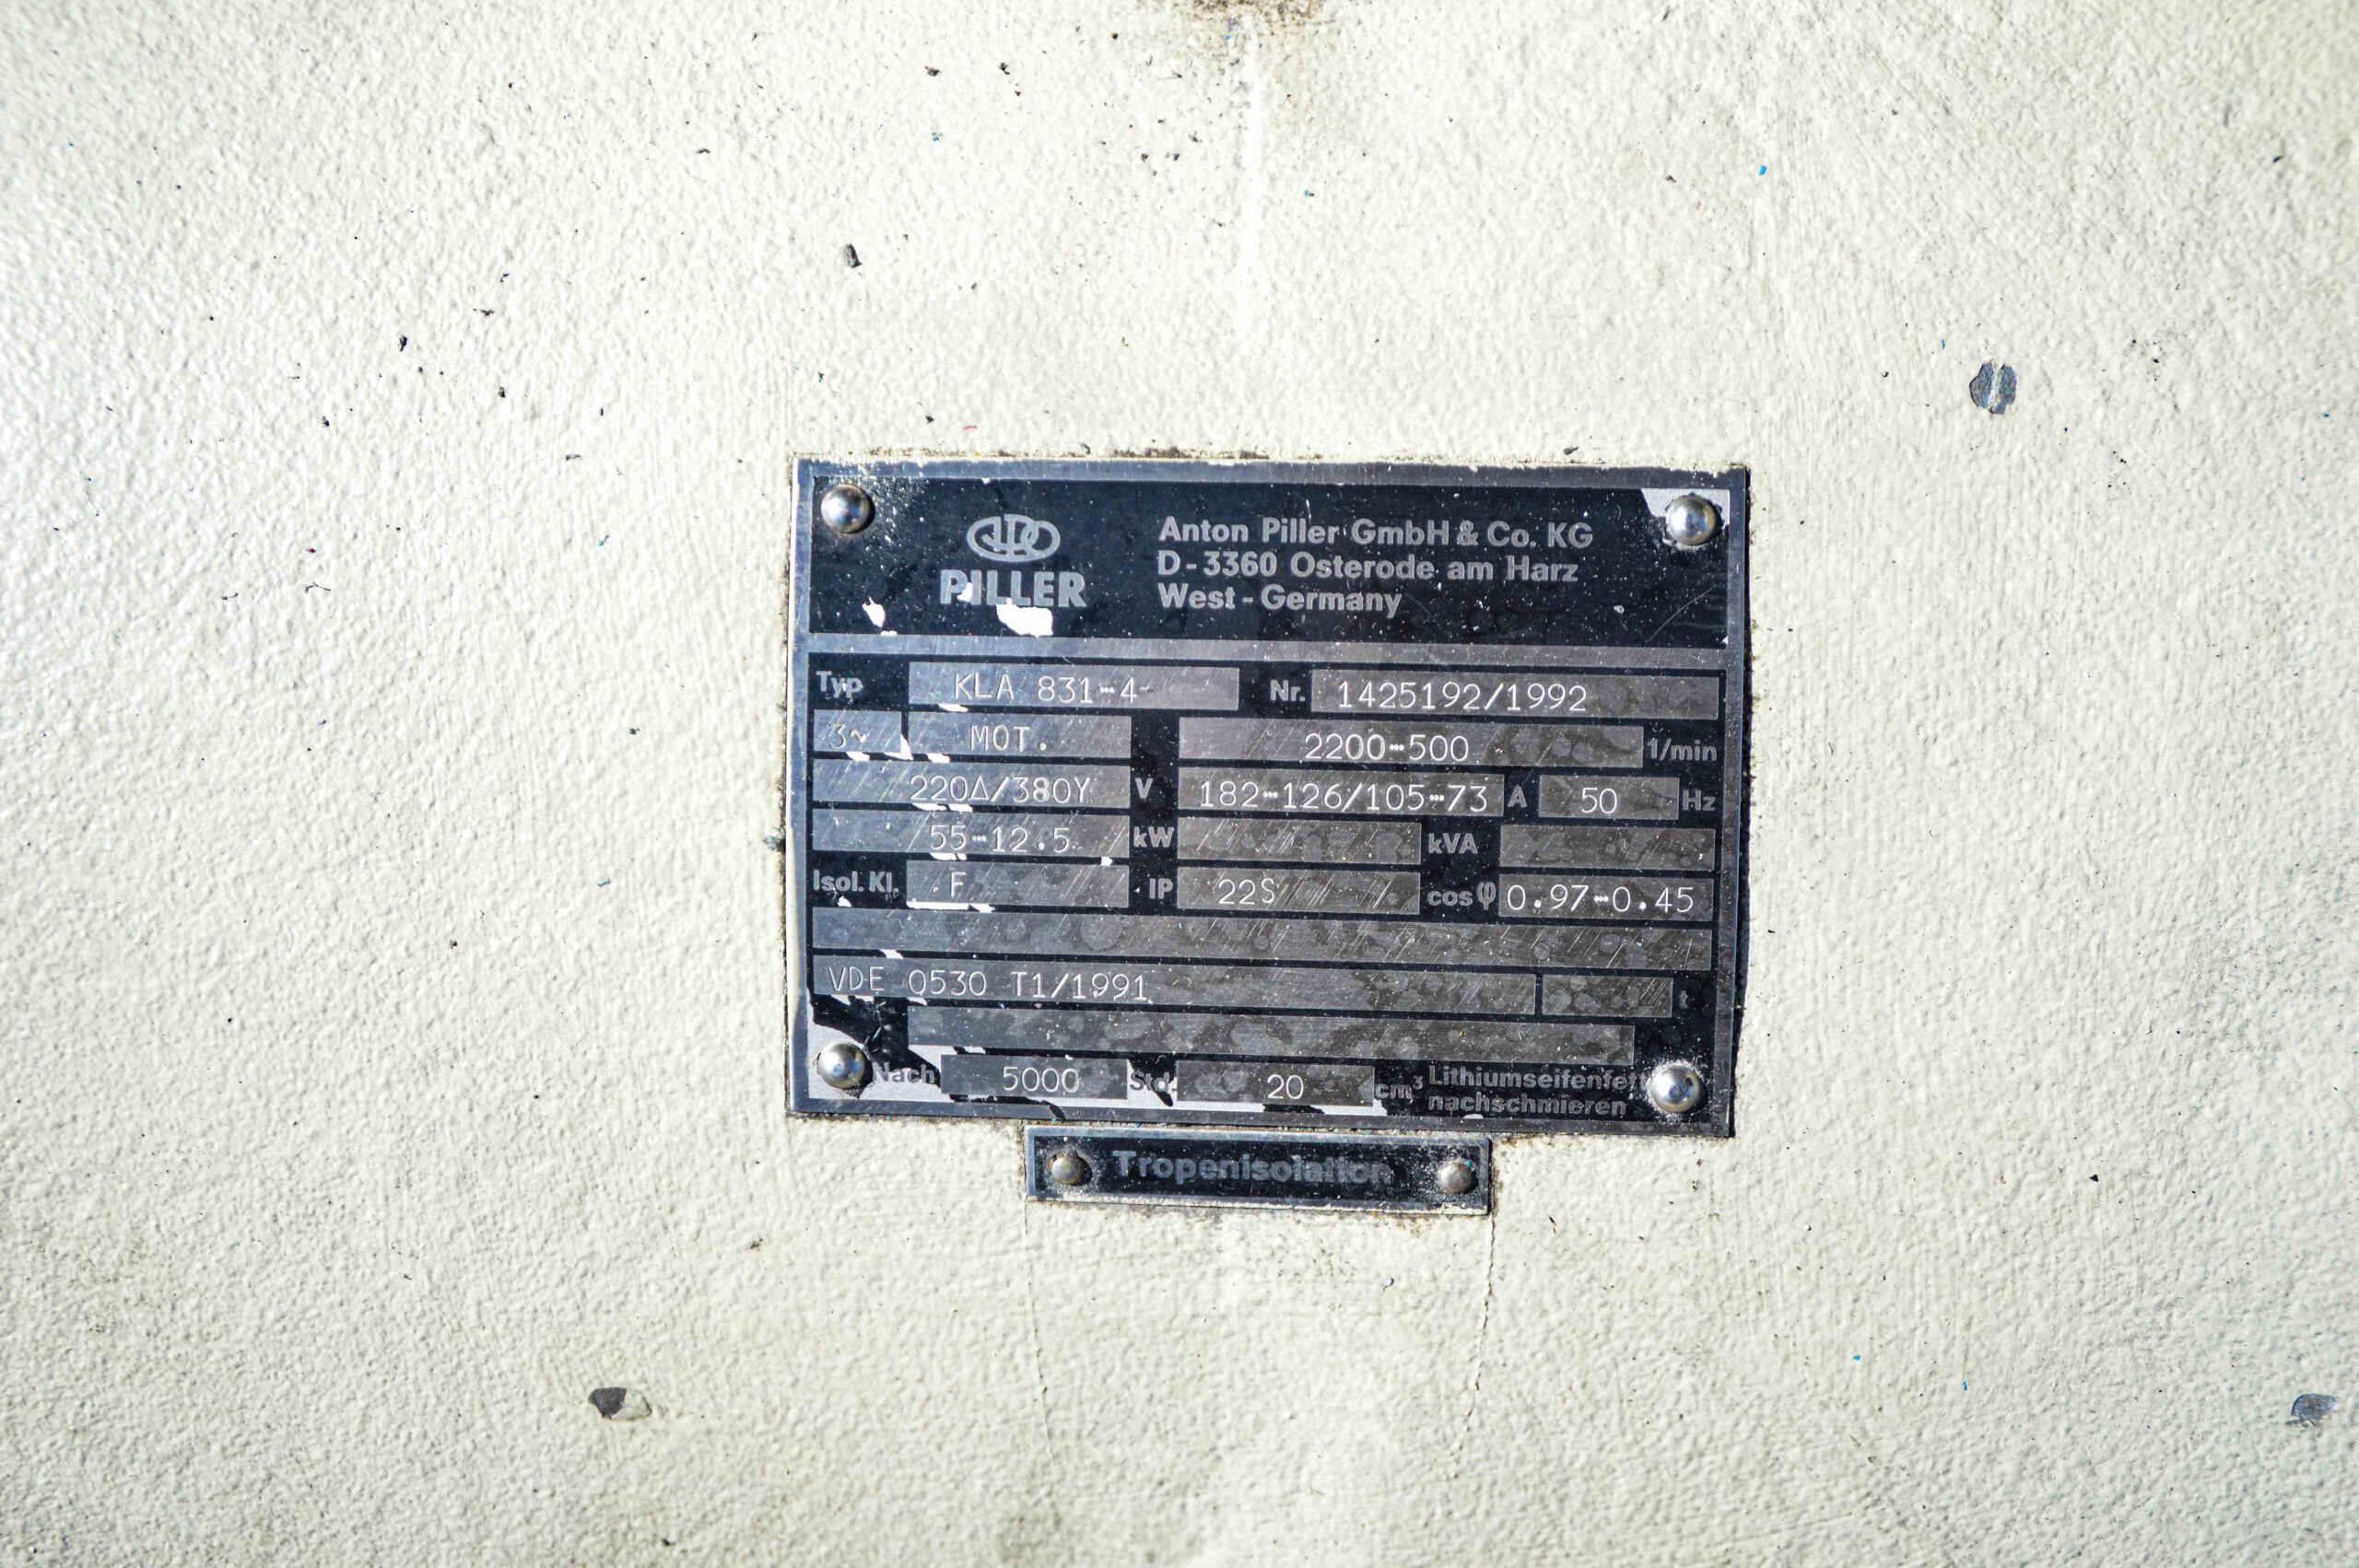 PILLER
Anton Piller GmbH & Co. KG
D-3360 Osterode am Harz
West-Germany
Typ KLA 831-4 Nr. 1425192/1992
3~ MOT. 2200-500 1/min
220Δ/380Y V 182-126/105-73 A 50 Hz
55-12.5 kW kVA
Isol. Kl. F IP 22S cos φ 0.97-0.45
VDE 0530 T1/1991 t
Nach 5000 Std. 20 cm³ Lithiumseifenfett
nachschmieren
Tropenisolation